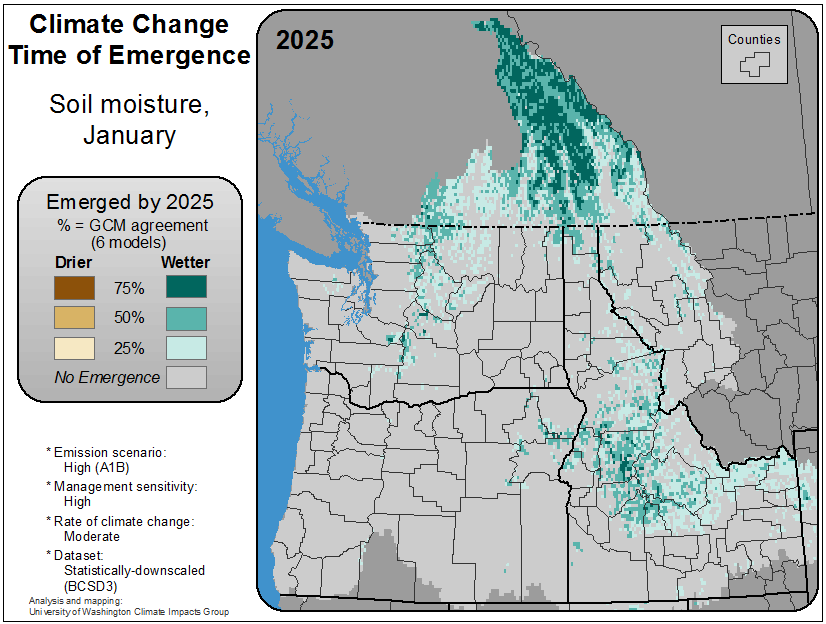 Climate Change
Time of Emergence
Soil moisture,
January
Emerged by 2025
% = GCM agreement
(6 models)
Drier Wetter
75%
50%
25%
No Emergence
* Emission scenario:
High (A1B)
* Management sensitivity:
High
* Rate of climate change:
Moderate
* Dataset:
Statistically-downscaled
(BCSD3)
Analysis and mapping:
University of Washington Climate Impacts Group
2025
Counties